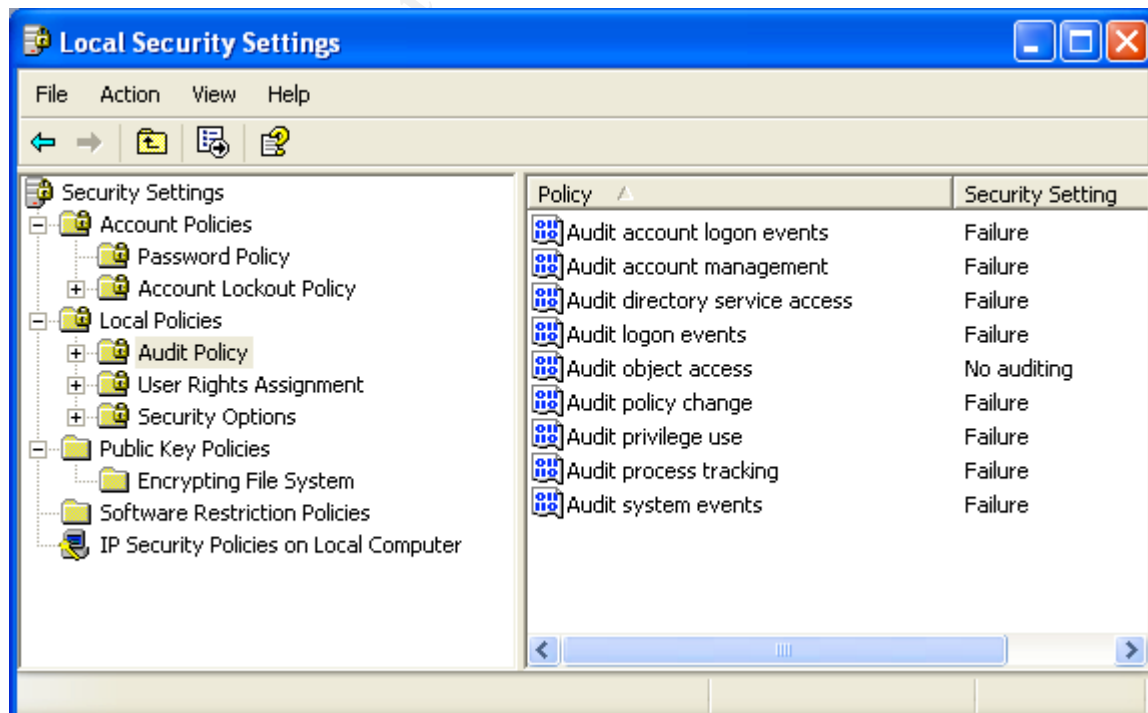 Local Security Settings
File Action View Help
Security Settings
Account Policies
Password Policy
Account Lockout Policy
Local Policies
Audit Policy
User Rights Assignment
Security Options
Public Key Policies
Encrypting File System
Software Restriction Policies
IP Security Policies on Local Computer
Policy Security Setting
Audit account logon events Failure
Audit account management Failure
Audit directory service access Failure
Audit logon events Failure
Audit object access No auditing
Audit policy change Failure
Audit privilege use Failure
Audit process tracking Failure
Audit system events Failure